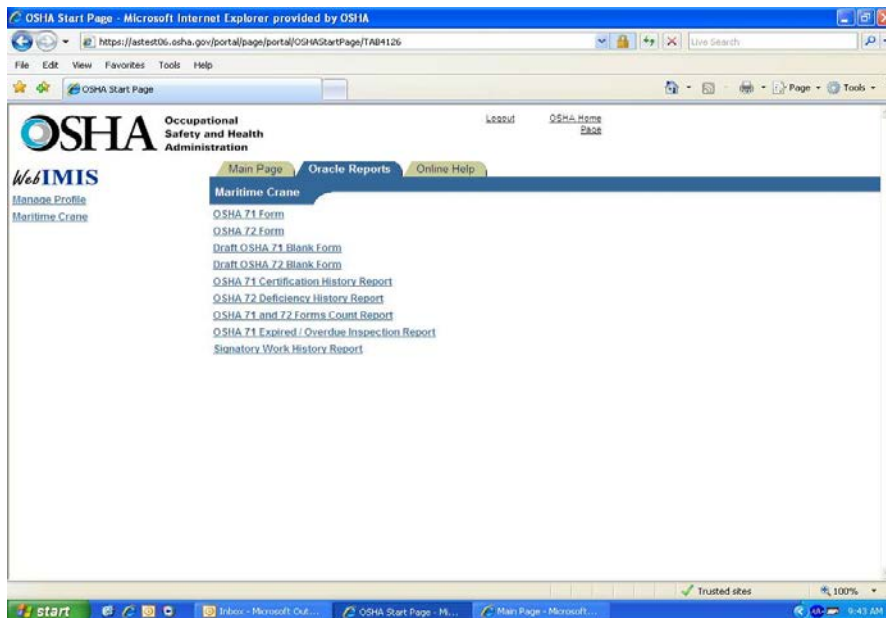 OSHA Start Page - Microsoft Internet Explorer provided by OSHA
https://astest06.osha.gov/portal/page/portal/OSHAStartPage/TAB4126
Live Search
File Edit View Favorites Tools Help
OSHA Start Page
Page
Tools
OSHA
Occupational
Safety and Health
Administration
Logout
OSHA Home
Page
WebIMIS
Manage Profile
Maritime Crane
Main Page
Oracle Reports
Online Help
Maritime Crane
OSHA 71 Form
OSHA 72 Form
Draft OSHA 71 Blank Form
Draft OSHA 72 Blank Form
OSHA 71 Certification History Report
OSHA 72 Deficiency History Report
OSHA 71 and 72 Forms Count Report
OSHA 71 Expired / Overdue Inspection Report
Signatory Work History Report
Trusted sites
100%
start
Inbox - Microsoft Out...
OSHA Start Page - Mi...
Main Page - Microsoft...
9:43 AM